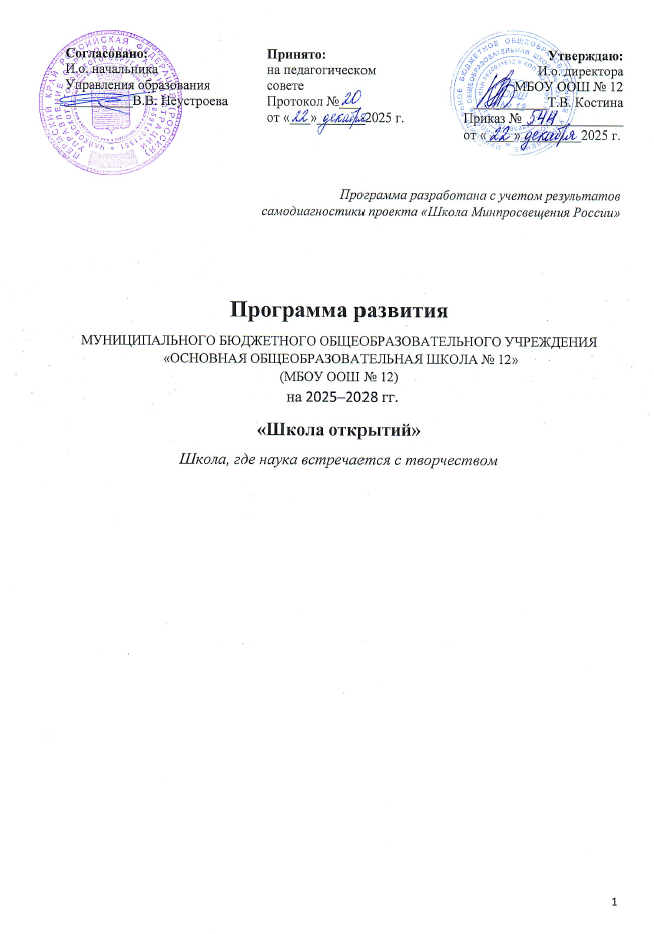 Согласовано:
И.о. начальника
Управления образования
В.В. Неустроева
Принято:
на педагогическом
совете
Протокол № 20
от « 22 » декабря 2025 г.
Утверждаю:
И.о. директора
МБОУ ООШ № 12
Т.В. Костина
Приказ № 544
от « 22 » декабря 2025 г.
Программа разработана с учетом результатов
самодиагностики проекта «Школа Минпросвещения России»
Программа развития
МУНИЦИПАЛЬНОГО БЮДЖЕТНОГО ОБЩЕОБРАЗОВАТЕЛЬНОГО УЧРЕЖДЕНИЯ
«ОСНОВНАЯ ОБЩЕОБРАЗОВАТЕЛЬНАЯ ШКОЛА № 12»
(МБОУ ООШ № 12)
на 2025–2028 гг.
«Школа открытий»
Школа, где наука встречается с творчеством
1